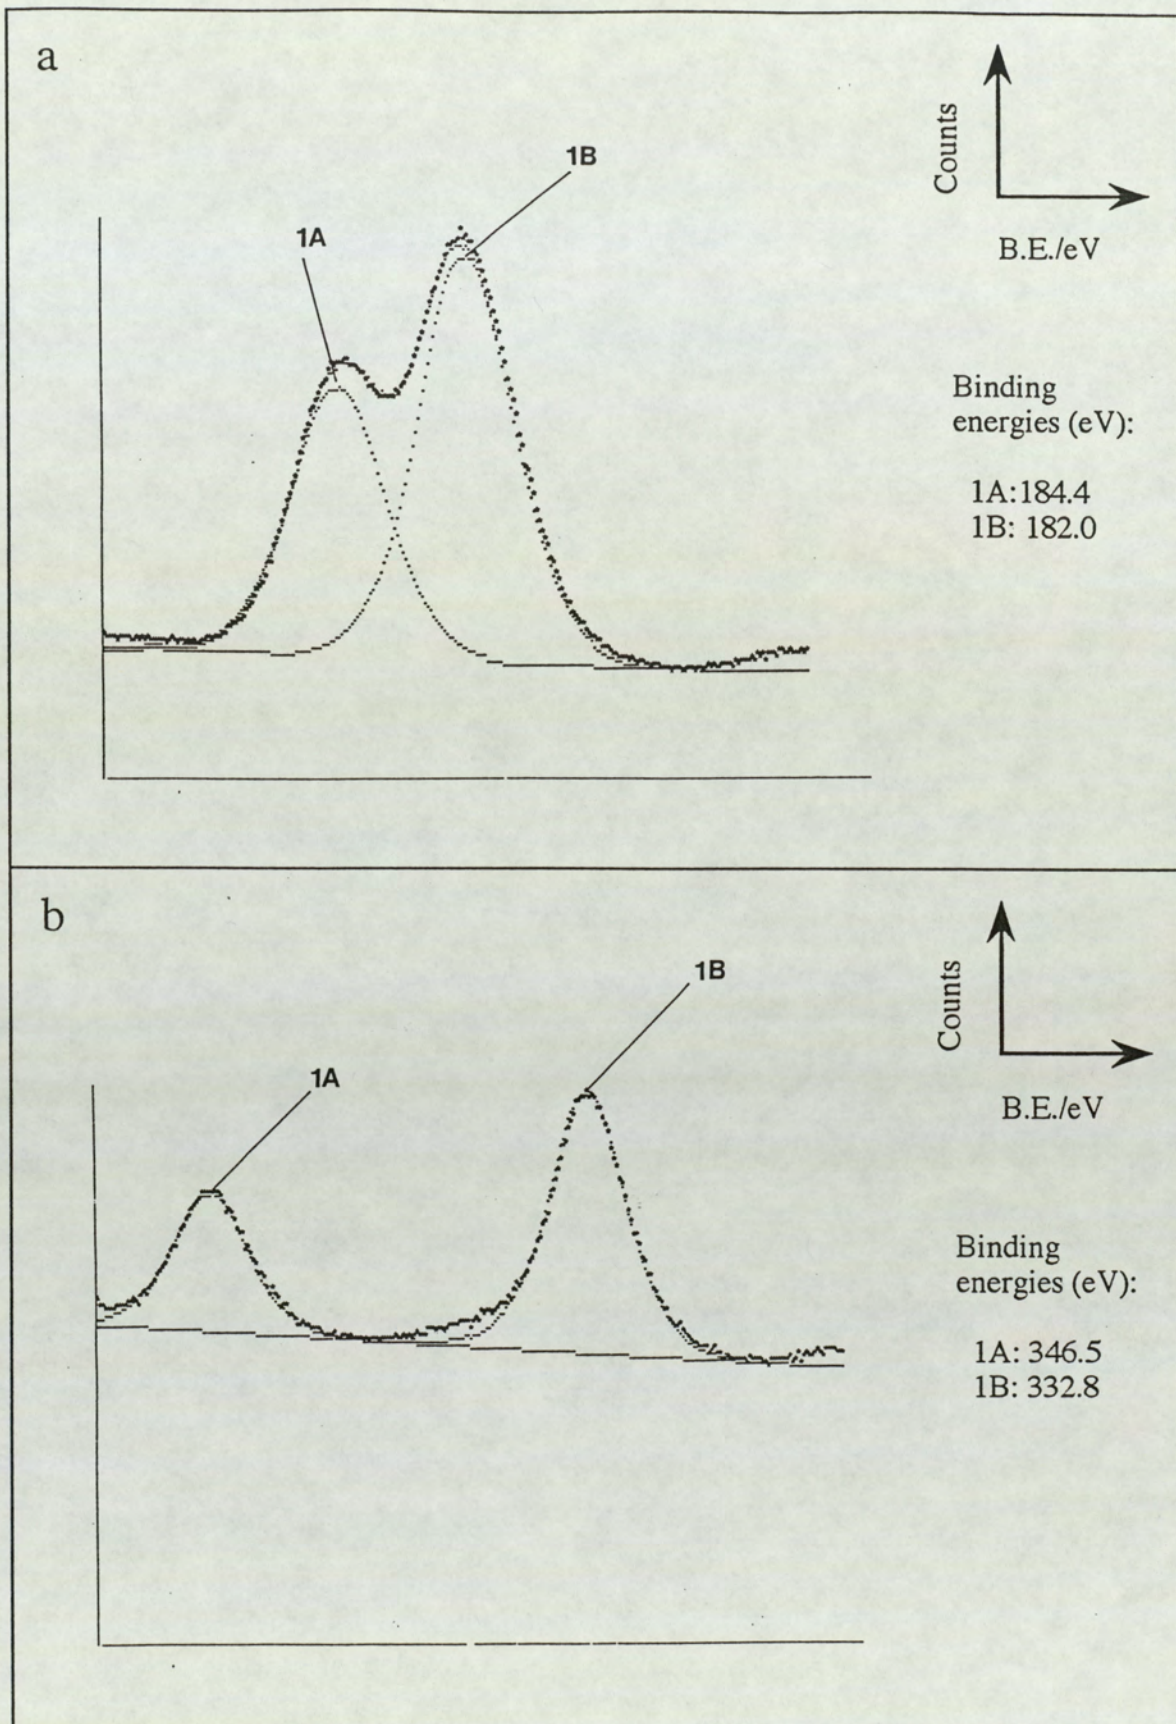 a
1A
1B
Counts
B.E./eV
Binding
energies (eV):
1A:184.4
1B: 182.0
b
1A
1B
Counts
B.E./eV
Binding
energies (eV):
1A: 346.5
1B: 332.8